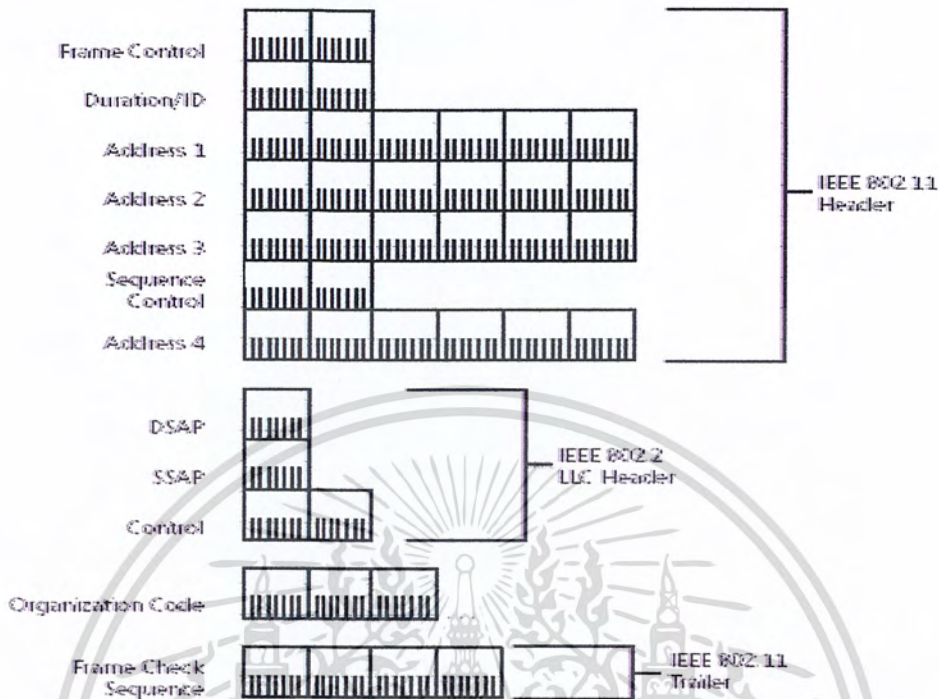 Frame Control
Duration/ID
Address 1
Address 2
Address 3
Sequence
Control
Address 4
IEEE 802.11
Header
DSAP
SSAP
Control
IEEE 802.2
LLC Header
Organization Code
Frame Check
Sequence
IEEE 802.11
Trailer